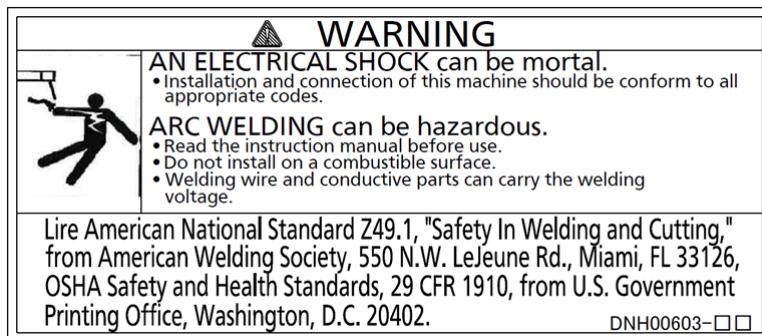 WARNING
AN ELECTRICAL SHOCK can be mortal.
• Installation and connection of this machine should be conform to all
appropriate codes.
ARC WELDING can be hazardous.
• Read the instruction manual before use.
• Do not install on a combustible surface.
• Welding wire and conductive parts can carry the welding
voltage.
Lire American National Standard Z49.1, "Safety In Welding and Cutting,"
from American Welding Society, 550 N.W. LeJeune Rd., Miami, FL 33126,
OSHA Safety and Health Standards, 29 CFR 1910, from U.S. Government
Printing Office, Washington, D.C. 20402.
DNH00603-□□